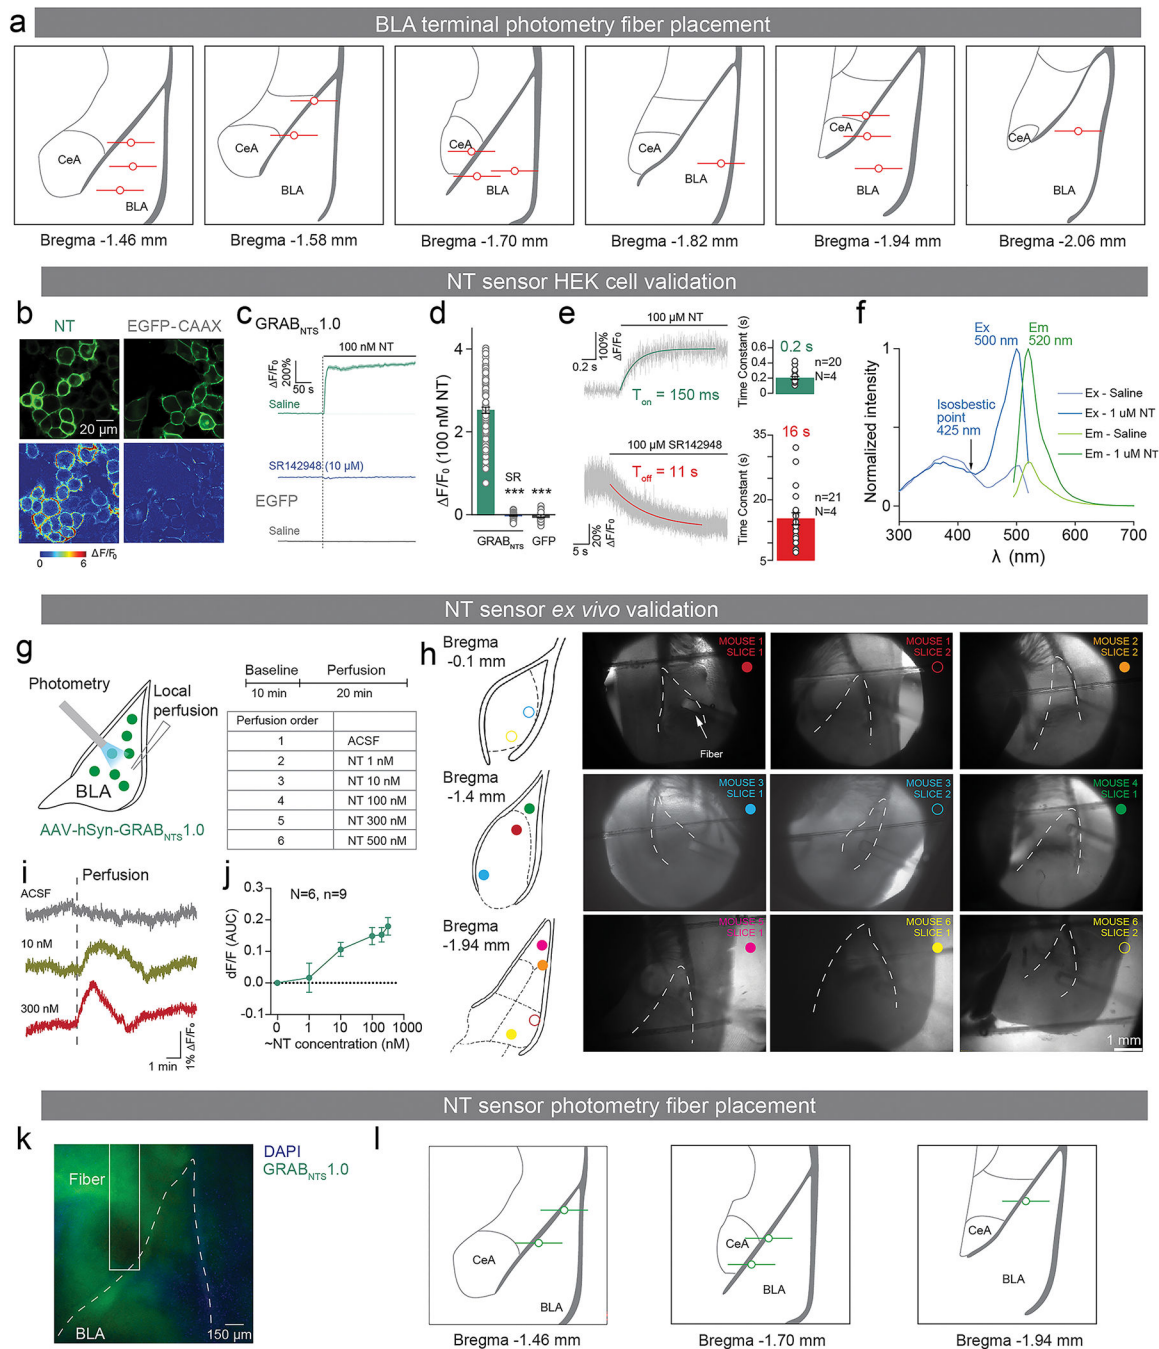 a
BLA terminal photometry fiber placement
CeA
BLA
CeA
BLA
CeA
BLA
CeA
BLA
CeA
BLA
CeA
BLA
Bregma -1.46 mm
Bregma -1.58 mm
Bregma -1.70 mm
Bregma -1.82 mm
Bregma -1.94 mm
Bregma -2.06 mm
NT sensor HEK cell validation
b
NT
EGFP-CAAX
20 µm
0
6
ΔF/F₀
c
GRAB_NTS1.0
100 nM NT
ΔF/F₀
200%
50 s
Saline
SR142948 (10 µM)
EGFP
Saline
d
ΔF/F₀ (100 nM NT)
4
2
0
SR
***
***
GRAB_NTS
GFP
e
100 µM NT
ΔF/F₀
100%
0.2 s
T_on = 150 ms
Time Constant (s)
0.6
0.4
0.2
0
0.2 s
n=20
N=4
100 µM SR142948
T_off = 11 s
ΔF/F₀
20%
5 s
Time Constant (s)
35
20
5
16 s
n=21
N=4
f
Ex
500 nm
Em
520 nm
Isosbestic
point
425 nm
Normalized intensity
1
0
300
400
500
600
700
λ (nm)
Ex - Saline
Ex - 1 uM NT
Em - Saline
Em - 1 uM NT
NT sensor ex vivo validation
g
Photometry
Local
perfusion
BLA
AAV-hSyn-GRAB_NTS1.0
Baseline
Perfusion
10 min
20 min
Perfusion order
1 ACSF
2 NT 1 nM
3 NT 10 nM
4 NT 100 nM
5 NT 300 nM
6 NT 500 nM
h
Bregma
-0.1 mm
Bregma
-1.4 mm
Bregma
-1.94 mm
MOUSE 1
SLICE 1
Fiber
MOUSE 1
SLICE 2
MOUSE 2
SLICE 2
MOUSE 3
SLICE 1
MOUSE 3
SLICE 2
MOUSE 4
SLICE 1
MOUSE 5
SLICE 1
MOUSE 6
SLICE 1
MOUSE 6
SLICE 2
1 mm
i
Perfusion
ACSF
10 nM
300 nM
1 min
1% ΔF/F₀
j
N=6, n=9
dF/F (AUC)
0.3
0.2
0.1
0.0
-0.1
0
1
10
100
1000
~NT concentration (nM)
NT sensor photometry fiber placement
k
Fiber
BLA
150 µm
DAPI
GRAB_NTS1.0
l
CeA
BLA
CeA
BLA
CeA
BLA
Bregma -1.46 mm
Bregma -1.70 mm
Bregma -1.94 mm